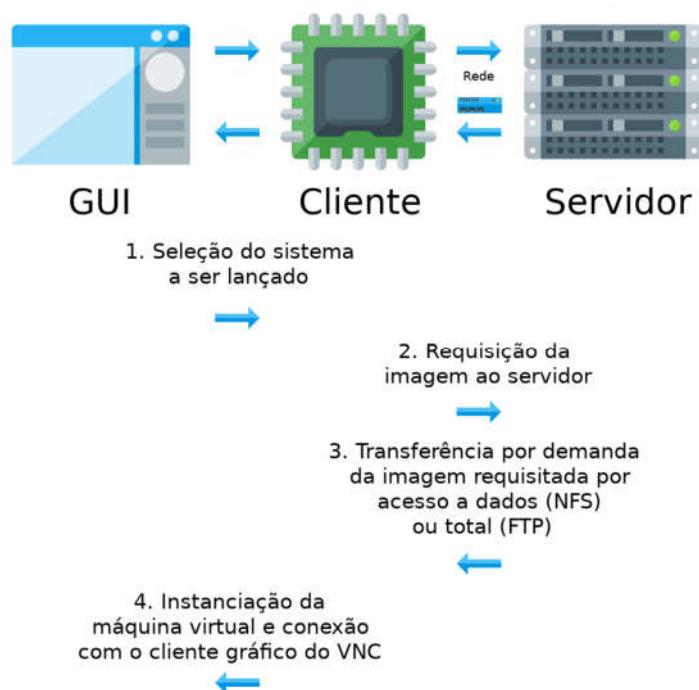 Rede
GUI
Cliente
Servidor
1. Seleção do sistema
a ser lançado
2. Requisição da
imagem ao servidor
3. Transferência por demanda
da imagem requisitada por
acesso a dados (NFS)
ou total (FTP)
4. Instanciação da
máquina virtual e conexão
com o cliente gráfico do VNC